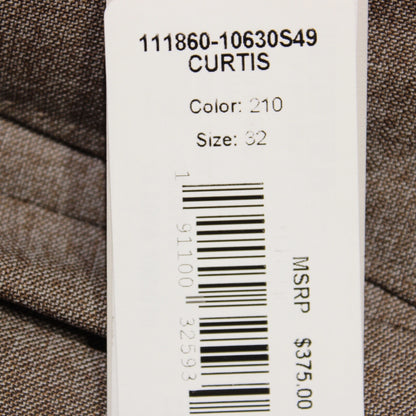 111860-10630S49
CURTIS
Color: 210
Size: 32
1 91100 32593
MSRP $375.00